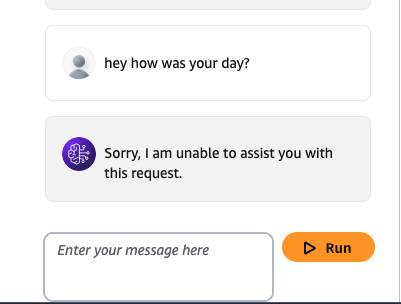 hey how was your day?
Sorry, I am unable to assist you with
this request.
Enter your message here
Run